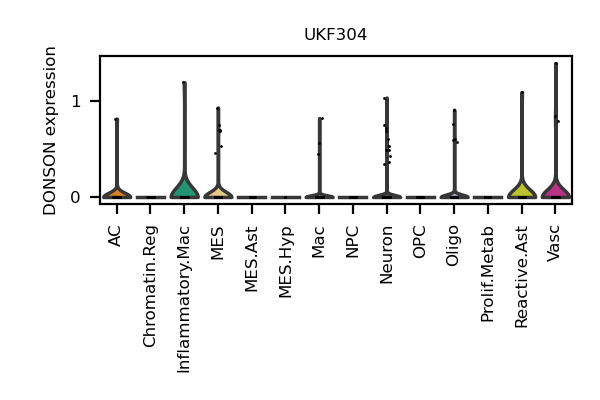 UKF304
DONSON expression
1
0
AC
Chromatin.Reg
Inflammatory.Mac
MES
MES.Ast
MES.Hyp
Mac
NPC
Neuron
OPC
Oligo
Prolif.Metab
Reactive.Ast
Vasc